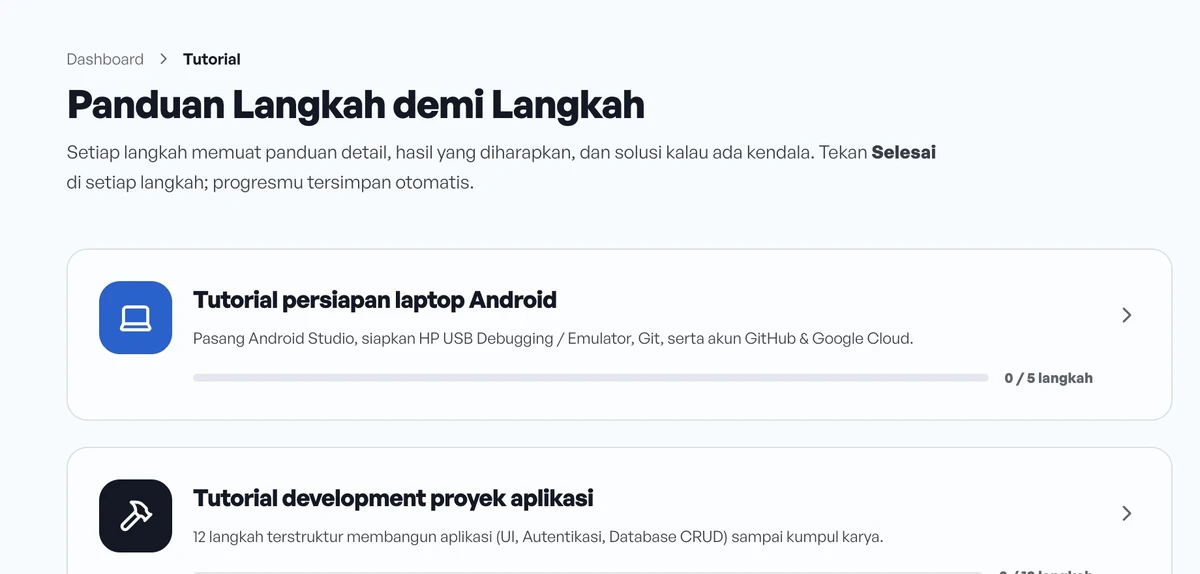 Dashboard > Tutorial
Panduan Langkah demi Langkah
Setiap langkah memuat panduan detail, hasil yang diharapkan, dan solusi kalau ada kendala. Tekan Selesai
di setiap langkah; progresmu tersimpan otomatis.
Tutorial persiapan laptop Android
Pasang Android Studio, siapkan HP USB Debugging / Emulator, Git, serta akun GitHub & Google Cloud.
0 / 5 langkah
Tutorial development proyek aplikasi
12 langkah terstruktur membangun aplikasi (UI, Autentikasi, Database CRUD) sampai kumpul karya.